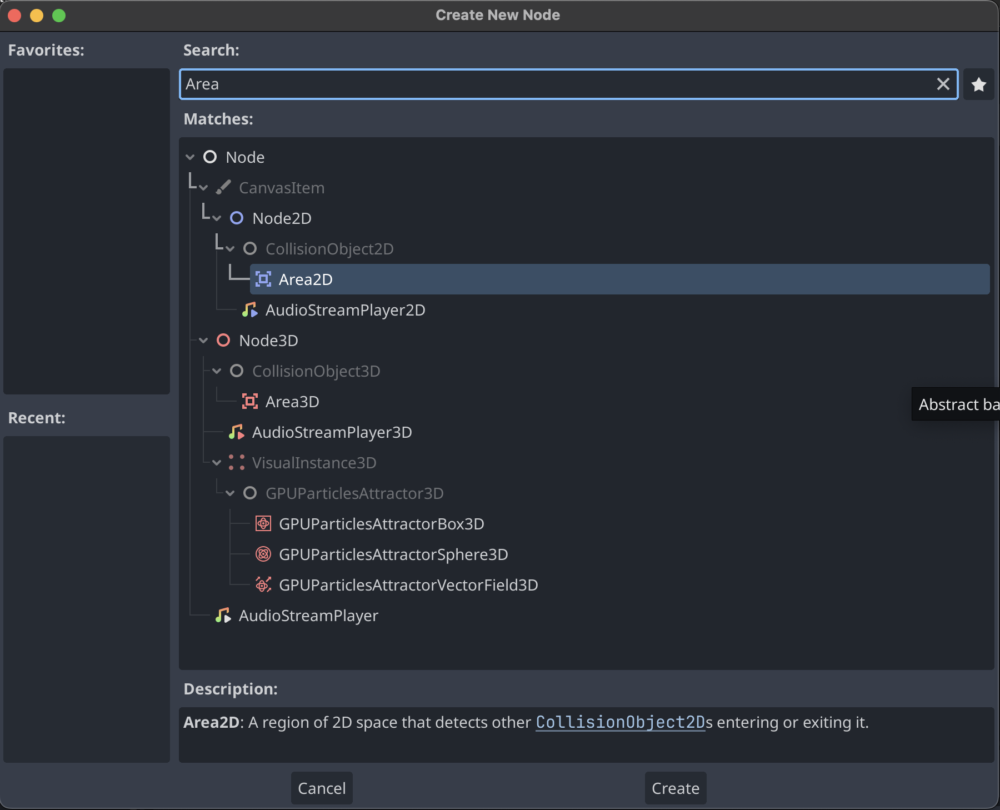 Create New Node
Favorites:
Search:
Area
Matches:
Node
CanvasItem
Node2D
CollisionObject2D
Area2D
AudioStreamPlayer2D
Node3D
CollisionObject3D
Area3D
AudioStreamPlayer3D
VisualInstance3D
GPUParticlesAttractor3D
GPUParticlesAttractorBox3D
GPUParticlesAttractorSphere3D
GPUParticlesAttractorVectorField3D
AudioStreamPlayer
Abstract ba
Recent:
Description:
Area2D: A region of 2D space that detects other CollisionObject2Ds entering or exiting it.
Cancel
Create